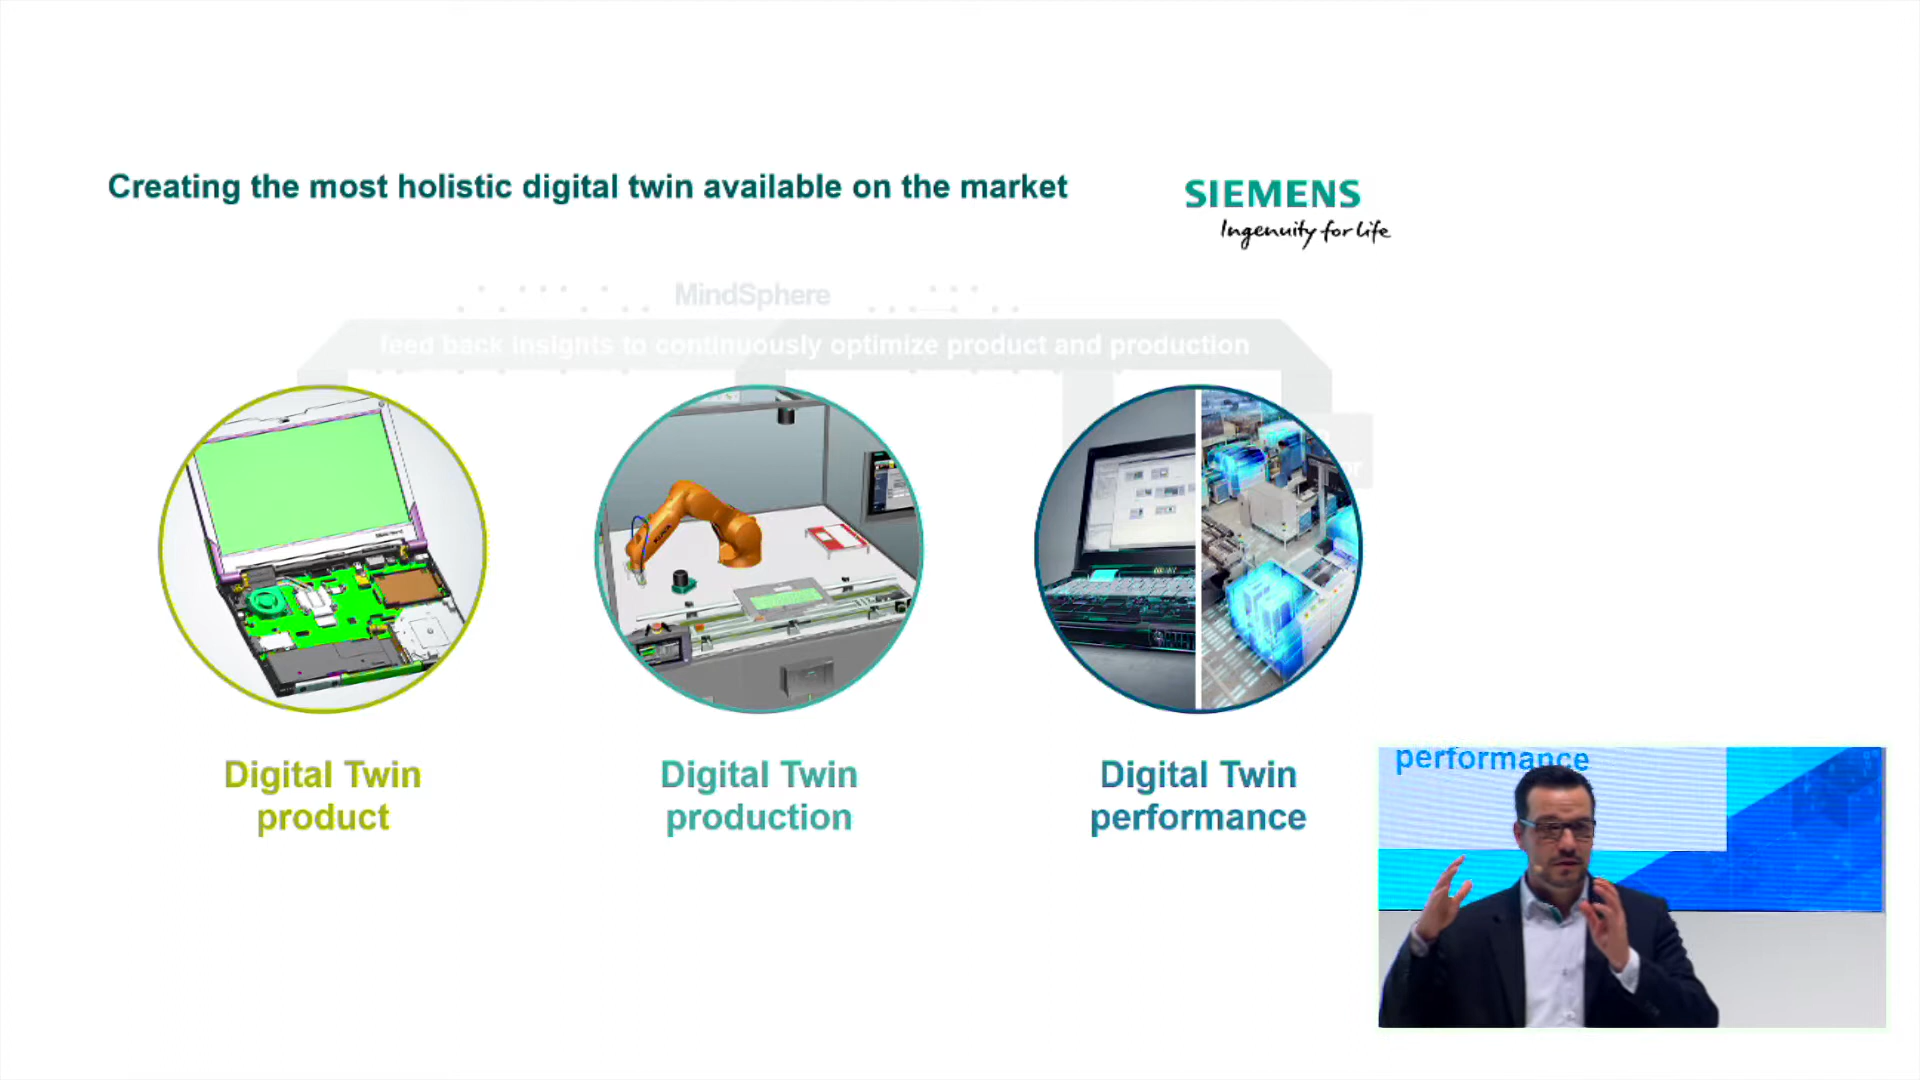 Creating the most holistic digital twin available on the market
SIEMENS
Ingenuity for life
MindSphere
feed back insights to continuously optimize product and production
Digital Twin
product
Digital Twin
production
Digital Twin
performance
performance